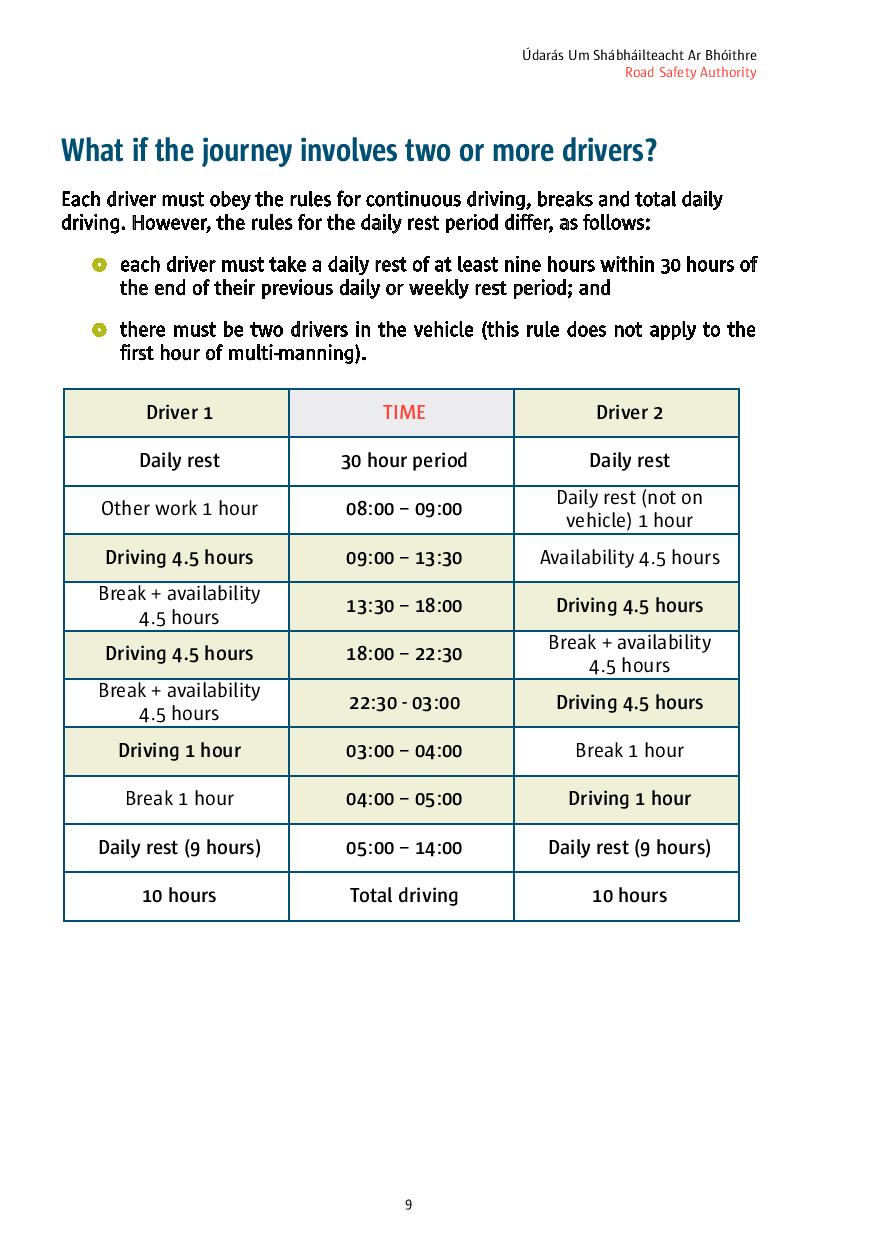 Údarás Um Shábháilteacht Ar Bhóithre
Road Safety Authority
What if the journey involves two or more drivers?
Each driver must obey the rules for continuous driving, breaks and total daily
driving. However, the rules for the daily rest period differ, as follows:
each driver must take a daily rest of at least nine hours within 30 hours of
the end of their previous daily or weekly rest period; and
there must be two drivers in the vehicle (this rule does not apply to the
first hour of multi-manning).
Driver 1 TIME Driver 2
Daily rest 30 hour period Daily rest
Other work 1 hour 08:00 – 09:00 Daily rest (not on
vehicle) 1 hour
Driving 4.5 hours 09:00 – 13:30 Availability 4.5 hours
Break + availability
4.5 hours 13:30 – 18:00 Driving 4.5 hours
Driving 4.5 hours 18:00 – 22:30 Break + availability
4.5 hours
Break + availability
4.5 hours 22:30 - 03:00 Driving 4.5 hours
Driving 1 hour 03:00 – 04:00 Break 1 hour
Break 1 hour 04:00 – 05:00 Driving 1 hour
Daily rest (9 hours) 05:00 – 14:00 Daily rest (9 hours)
10 hours Total driving 10 hours
9